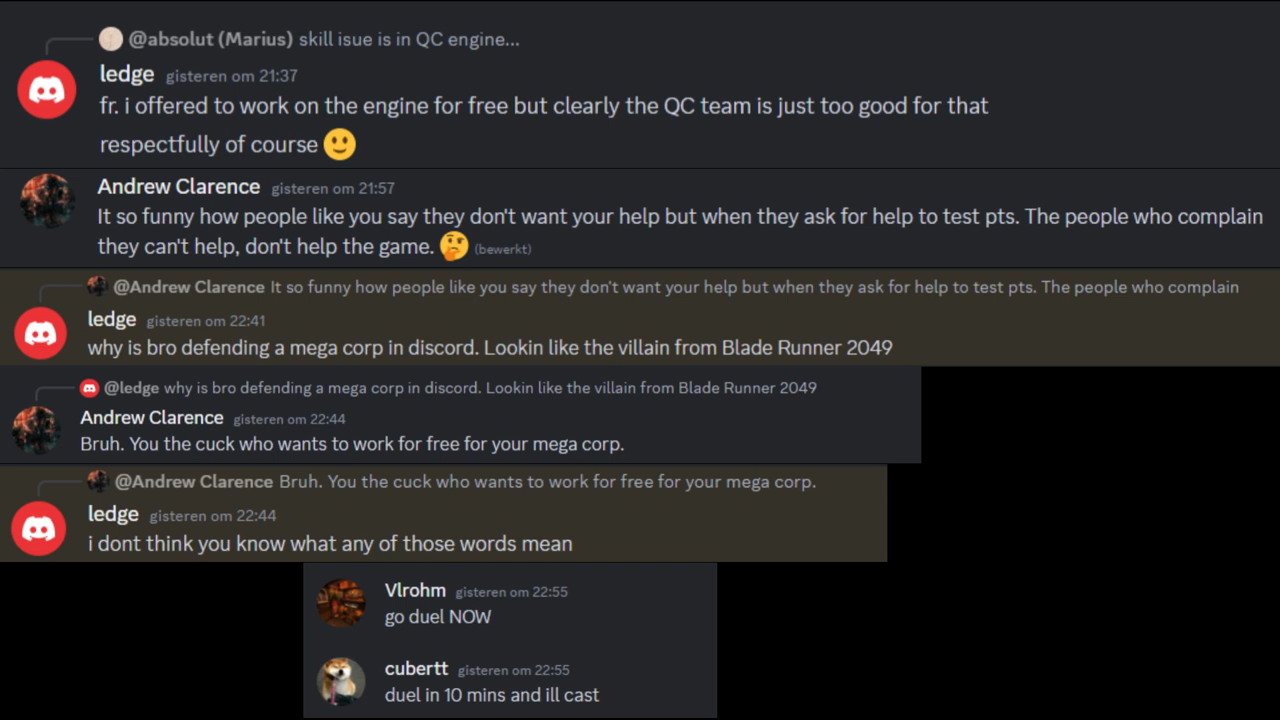 @absolut (Marius) skill isue is in QC engine...
ledge gisteren om 21:37
fr. i offered to work on the engine for free but clearly the QC team is just too good for that
respectfully of course 🙂
Andrew Clarence gisteren om 21:57
It so funny how people like you say they don't want your help but when they ask for help to test pts. The people who complain
they can't help, don't help the game. 🤔 (bewerkt)
@Andrew Clarence It so funny how people like you say they don't want your help but when they ask for help to test pts. The people who complain
ledge gisteren om 22:41
why is bro defending a mega corp in discord. Lookin like the villain from Blade Runner 2049
@ledge why is bro defending a mega corp in discord. Lookin like the villain from Blade Runner 2049
Andrew Clarence gisteren om 22:44
Bruh. You the cuck who wants to work for free for your mega corp.
@Andrew Clarence Bruh. You the cuck who wants to work for free for your mega corp.
ledge gisteren om 22:44
i dont think you know what any of those words mean
Vlrohm gisteren om 22:55
go duel NOW
cubertt gisteren om 22:55
duel in 10 mins and ill cast